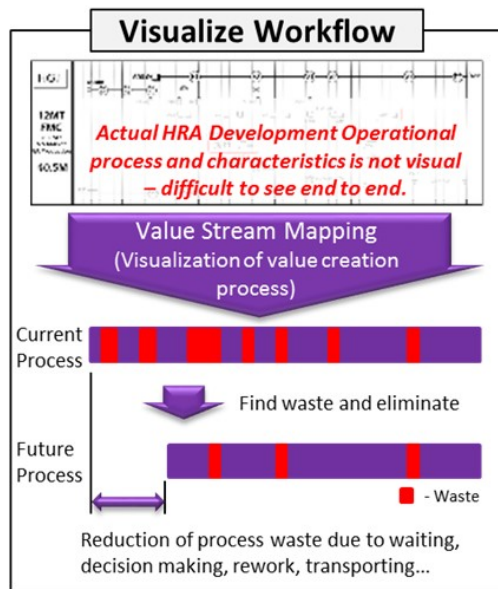 Visualize Workflow
12MT
FMC
Actual HRA Development Operational
process and characteristics is not visual
– difficult to see end to end.
Value Stream Mapping
(Visualization of value creation
process)
Current
Process
Find waste and eliminate
Future
Process
- Waste
Reduction of process waste due to waiting,
decision making, rework, transporting...